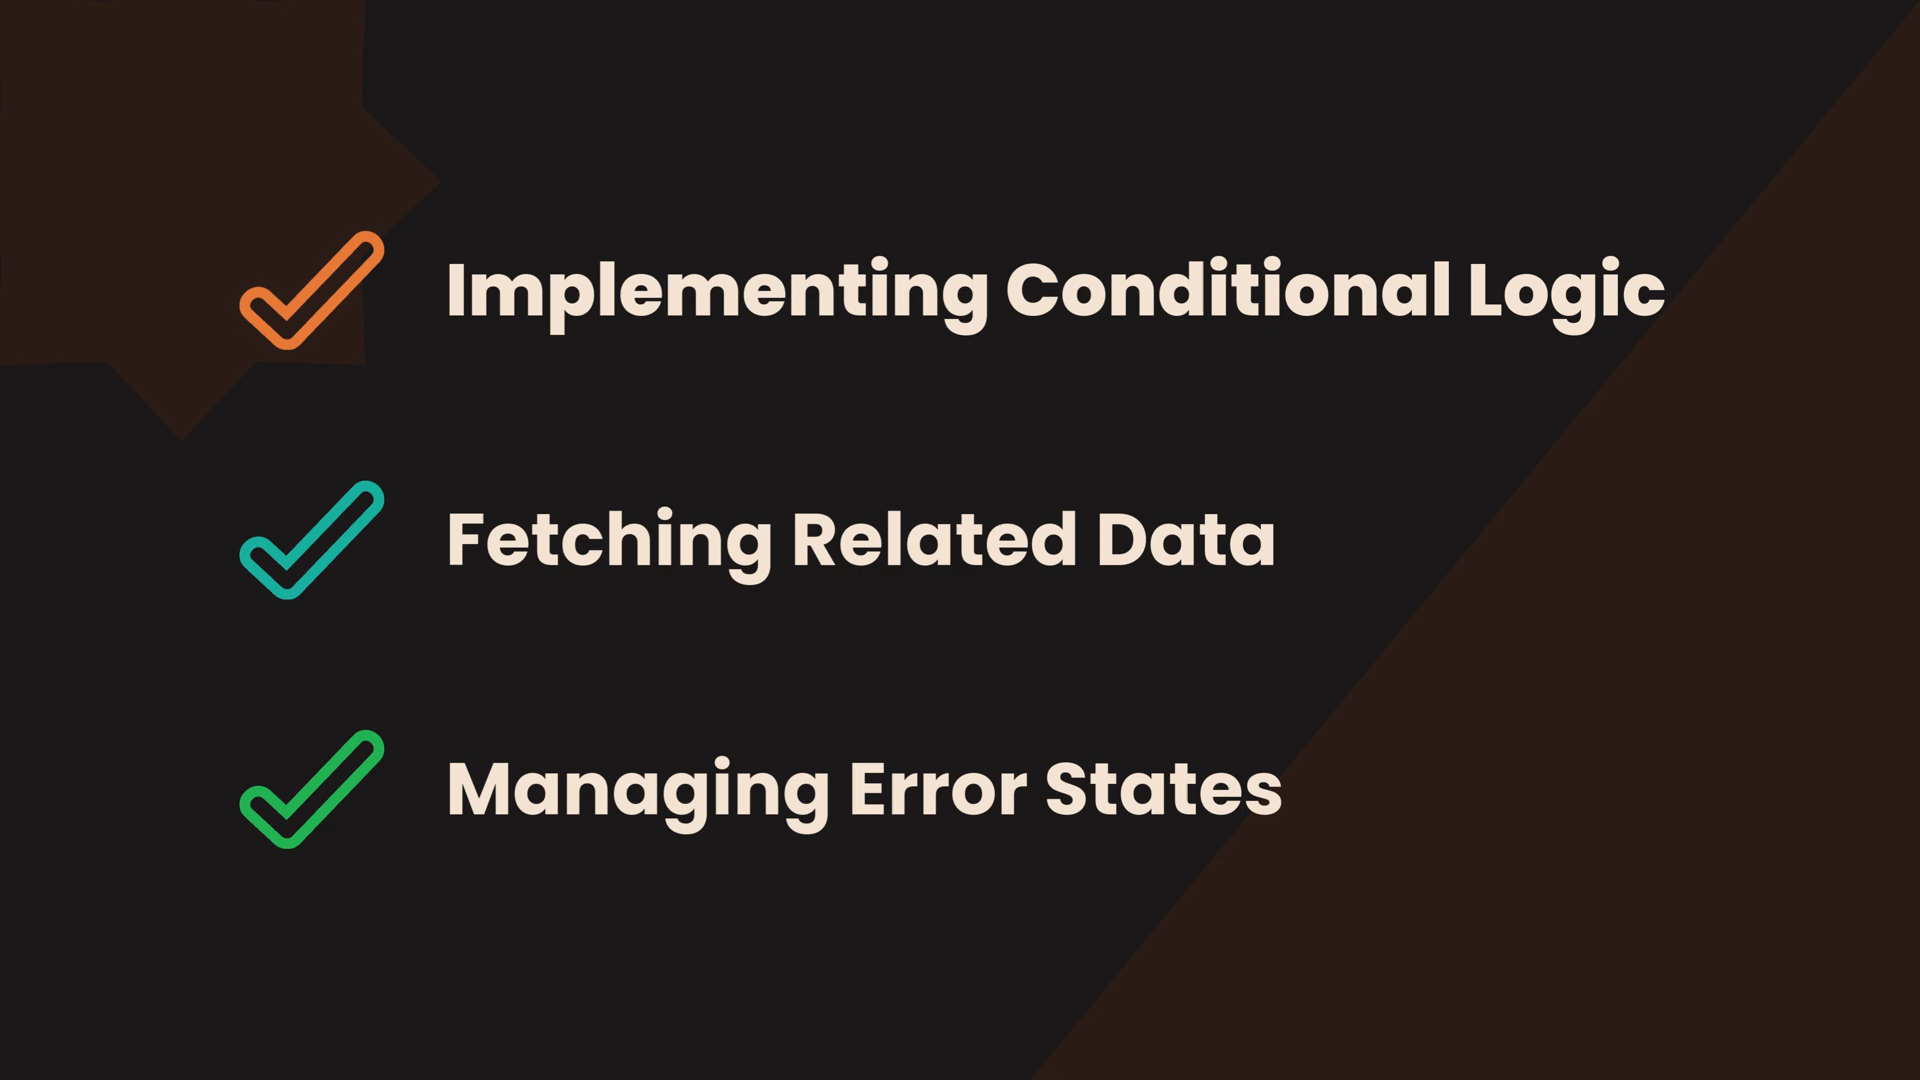 Implementing Conditional Logic
Fetching Related Data
Managing Error States